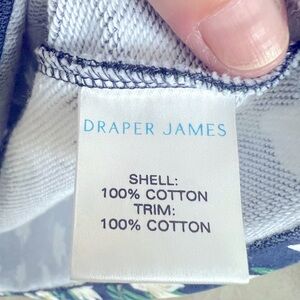 DRAPER JAMES
SHELL:
100% COTTON
TRIM:
100% COTTON